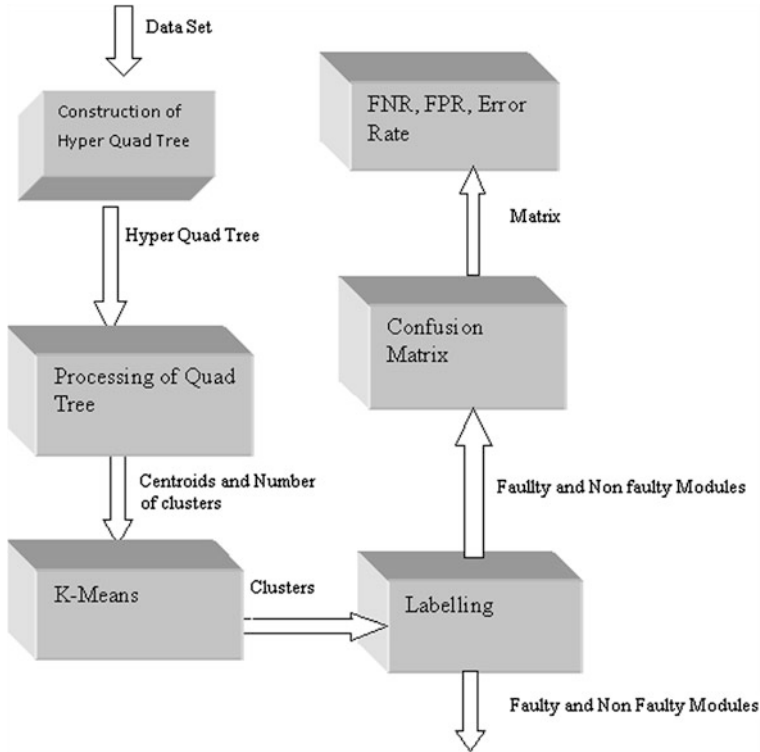 Data Set
Construction of
Hyper Quad Tree
Hyper Quad Tree
Processing of Quad
Tree
Centroids and Number
of clusters
K-Means
Clusters
Labelling
Faullty and Non faulty Modules
Confusion
Matrix
Matrix
FNR, FPR, Error
Rate
Faulty and Non Faulty Modules